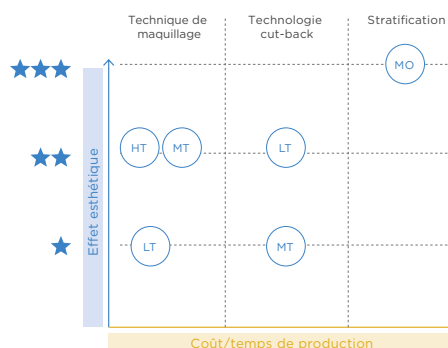 Technique de
maquillage
Technologie
cut-back
Stratification
MO
HT
MT
LT
LT
MT
Effet esthétique
Coût/temps de production